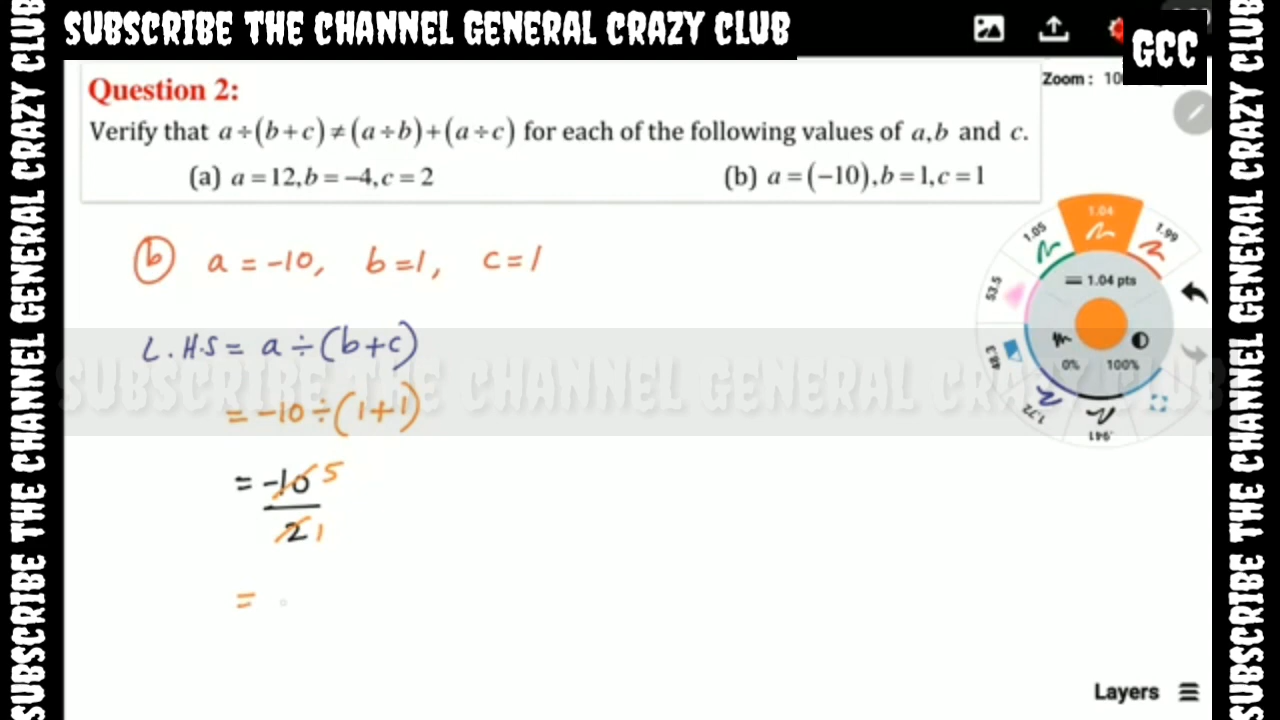 SUBSCRIBE THE CHANNEL GENERAL CRAZY CLUB
GCC
Zoom : 10
Question 2:
Verify that a÷(b+c)≠(a÷b)+(a÷c) for each of the following values of a,b and c.
(a) a=12,b=−4,c=2 (b) a=(−10),b=1,c=1
(b) a = -10, b=1, c=1
L.H.S = a ÷ (b+c)
= -10 ÷ (1+1)
= -10 5
2 1
=
SUBSCRIBE THE CHANNEL GENERAL CRAZY CLUB
SUBSCRIBE THE CHANNEL GENERAL CRAZY CLUB
SUBSCRIBE THE CHANNEL GENERAL CRAZY CLUB
1.05
1.04
1.99
53.5
1.04 pts
0% 100%
1.72
.941
Layers